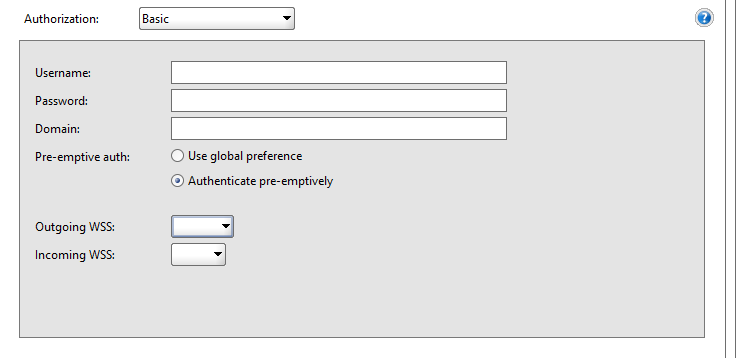 Authorization: Basic ?
Username:
Password:
Domain:
Pre-emptive auth: Use global preference
Authenticate pre-emptively
Outgoing WSS:
Incoming WSS: